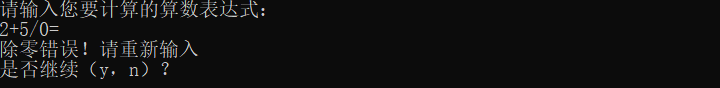 请输入您要计算的算数表达式:
2+5/0=
除零错误！请重新输入
是否继续（y，n）？